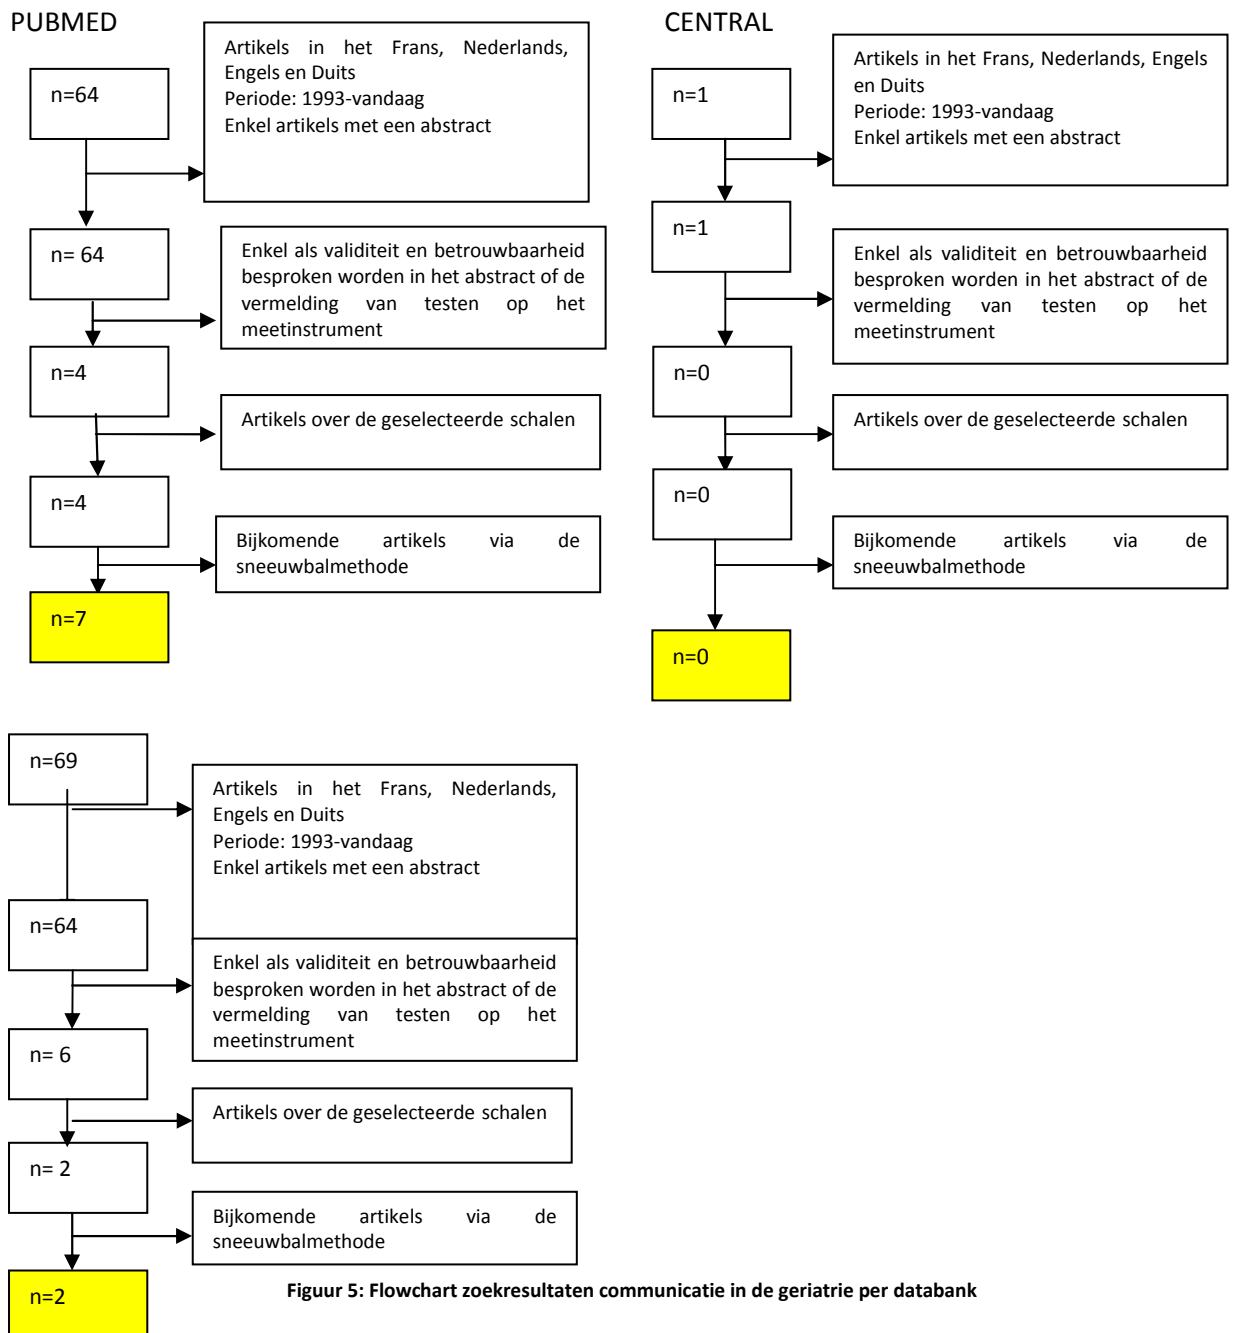 PUBMED
n=64
Artikels in het Frans, Nederlands,
Engels en Duits
Periode: 1993-vandaag
Enkel artikels met een abstract
n= 64
Enkel als validiteit en betrouwbaarheid
besproken worden in het abstract of de
vermelding van testen op het
meetinstrument
n=4
Artikels over de geselecteerde schalen
n=4
Bijkomende artikels via de
sneeuwbalmethode
n=7
CENTRAL
n=1
Artikels in het Frans, Nederlands, Engels
en Duits
Periode: 1993-vandaag
Enkel artikels met een abstract
n=1
Enkel als validiteit en betrouwbaarheid
besproken worden in het abstract of de
vermelding van testen op het
meetinstrument
n=0
Artikels over de geselecteerde schalen
n=0
Bijkomende artikels via de
sneeuwbalmethode
n=0
n=69
Artikels in het Frans, Nederlands,
Engels en Duits
Periode: 1993-vandaag
Enkel artikels met een abstract
n=64
Enkel als validiteit en betrouwbaarheid
besproken worden in het abstract of de
vermelding van testen op het
meetinstrument
n= 6
Artikels over de geselecteerde schalen
n= 2
Bijkomende artikels via de
sneeuwbalmethode
n=2
Figuur 5: Flowchart zoekresultaten communicatie in de geriatrie per databank